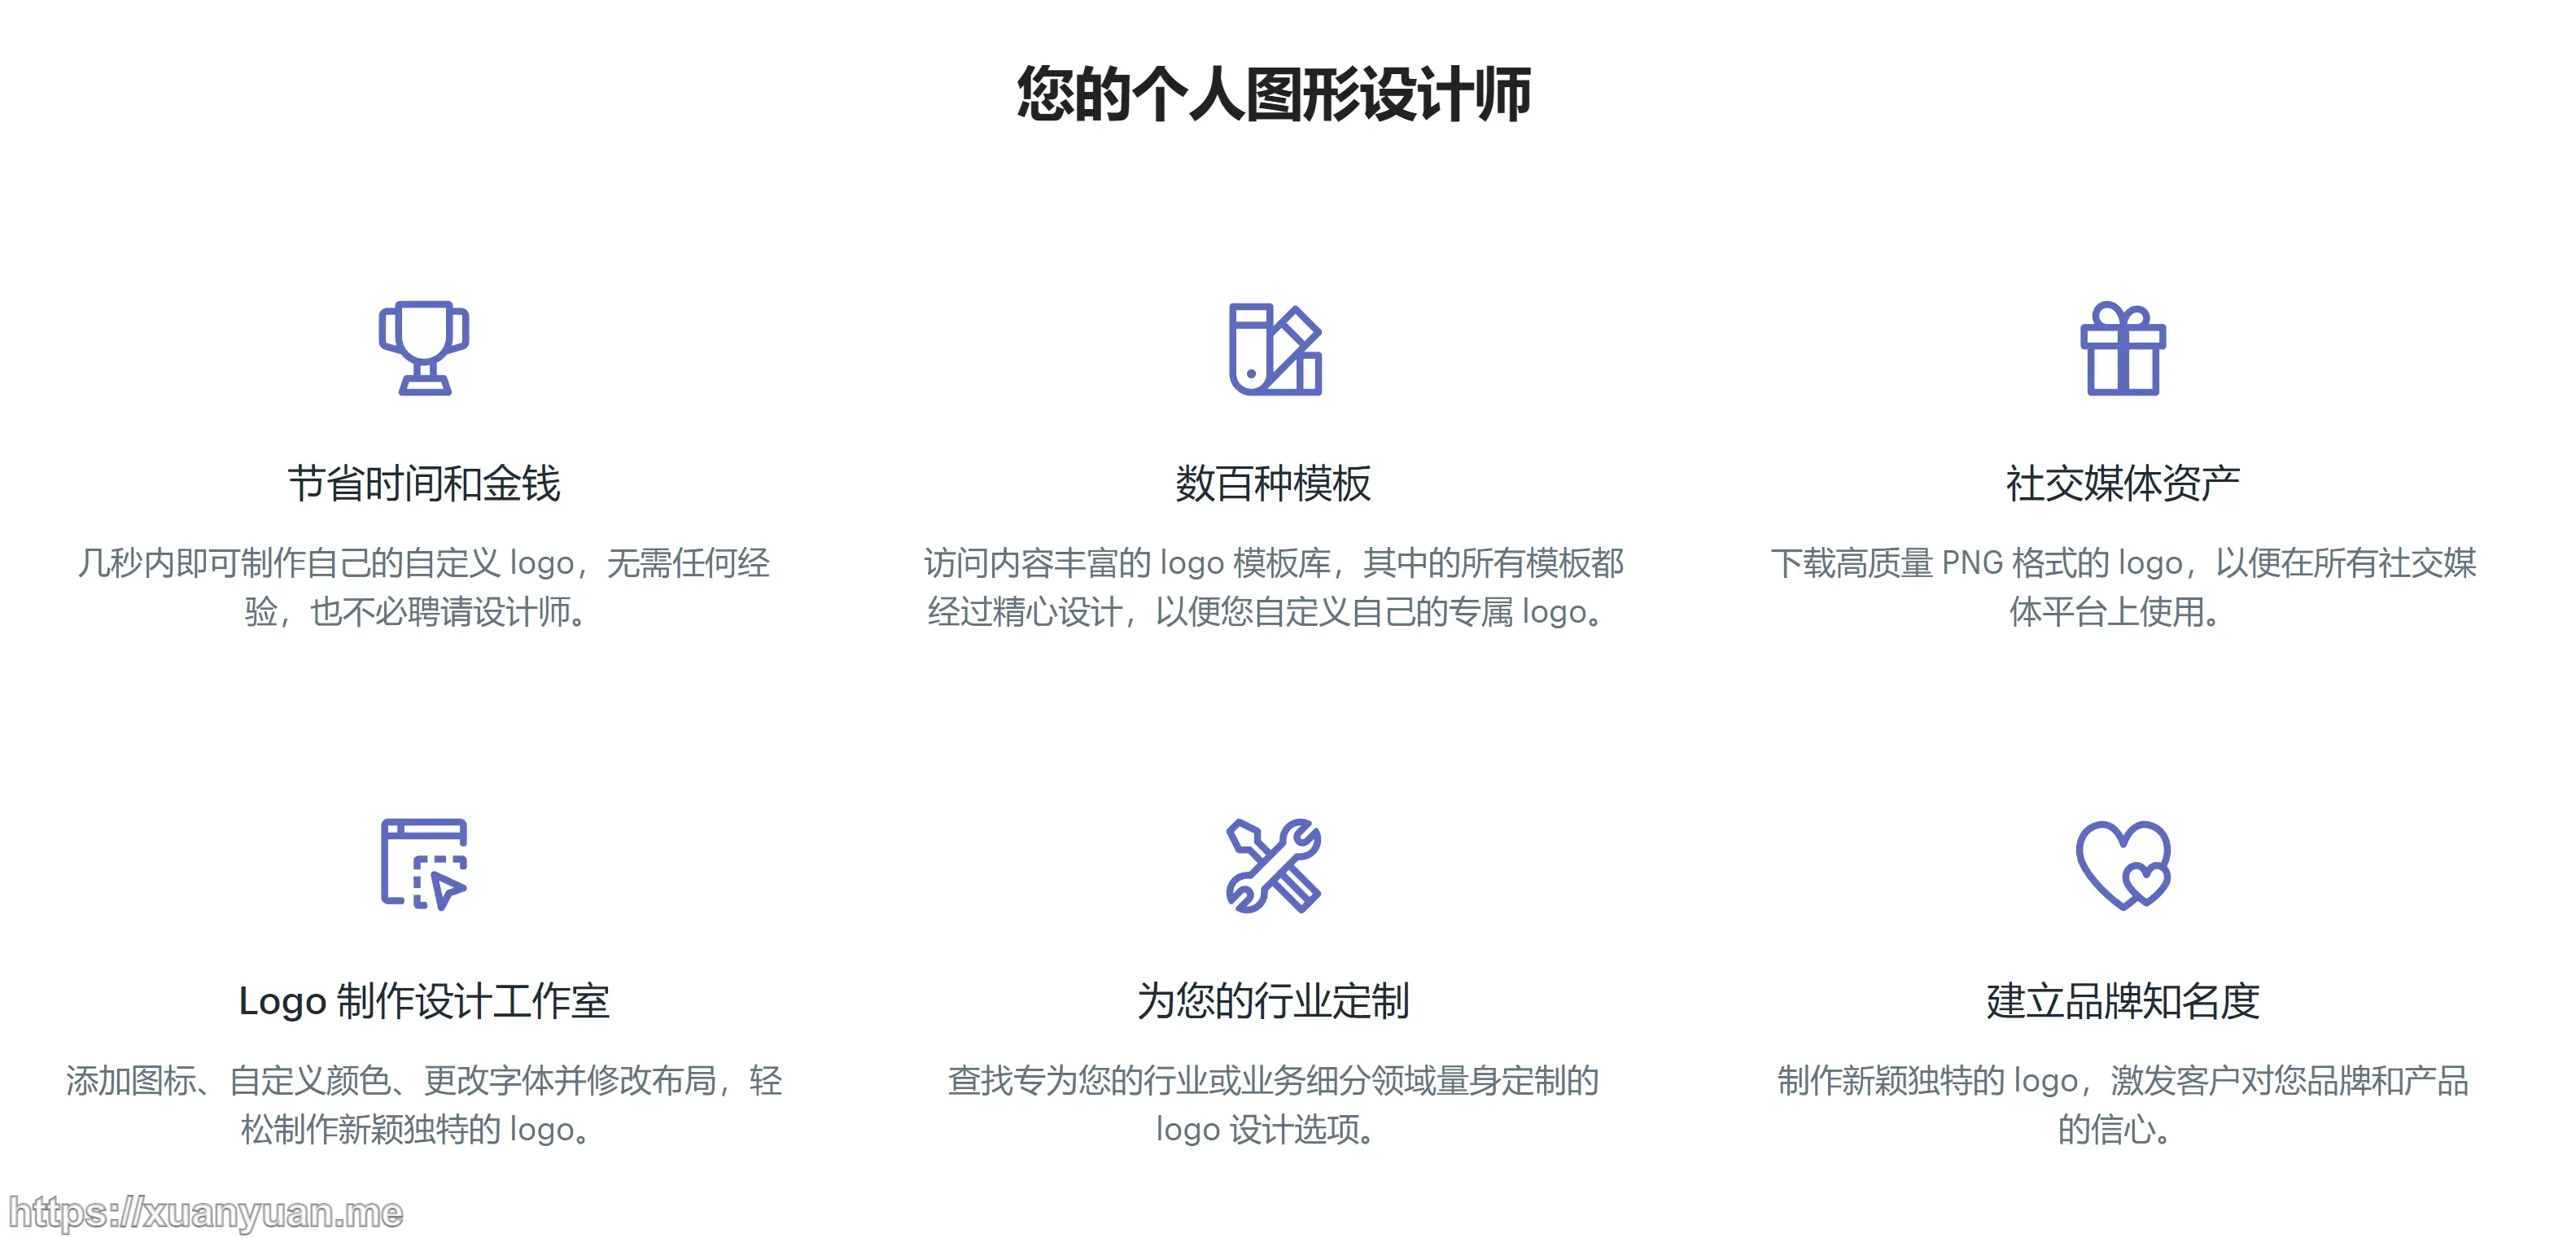 您的个人图形设计师
节省时间和金钱
几秒内即可制作自己的自定义 logo，无需任何经
验，也不必聘请设计师。
数百种模板
访问内容丰富的 logo 模板库，其中的所有模板都
经过精心设计，以便您自定义自己的专属 logo。
社交媒体资产
下载高质量 PNG 格式的 logo，以便在所有社交媒
体平台上使用。
Logo 制作设计工作室
添加图标、自定义颜色、更改字体并修改布局，轻
松制作新颖独特的 logo。
为您的行业定制
查找专为您的行业或业务细分领域量身定制的
logo 设计选项。
建立品牌知名度
制作新颖独特的 logo，激发客户对您品牌和产品
的信心。
https://xuanyuan.me